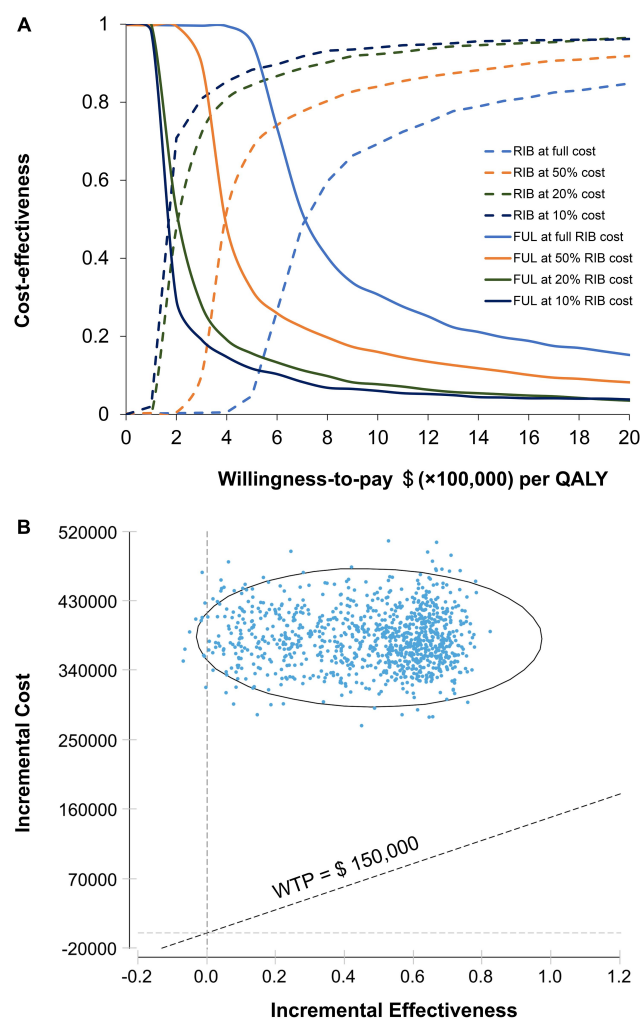 A
1
0.8
0.6
0.4
0.2
0
Cost-effectiveness
RIB at full cost
RIB at 50% cost
RIB at 20% cost
RIB at 10% cost
FUL at full RIB cost
FUL at 50% RIB cost
FUL at 20% RIB cost
FUL at 10% RIB cost
0 2 4 6 8 10 12 14 16 18 20
Willingness-to-pay $ (×100,000) per QALY
B
520000
430000
340000
250000
160000
70000
-20000
Incremental Cost
WTP = $ 150,000
-0.2 0.0 0.2 0.4 0.6 0.8 1.0 1.2
Incremental Effectiveness